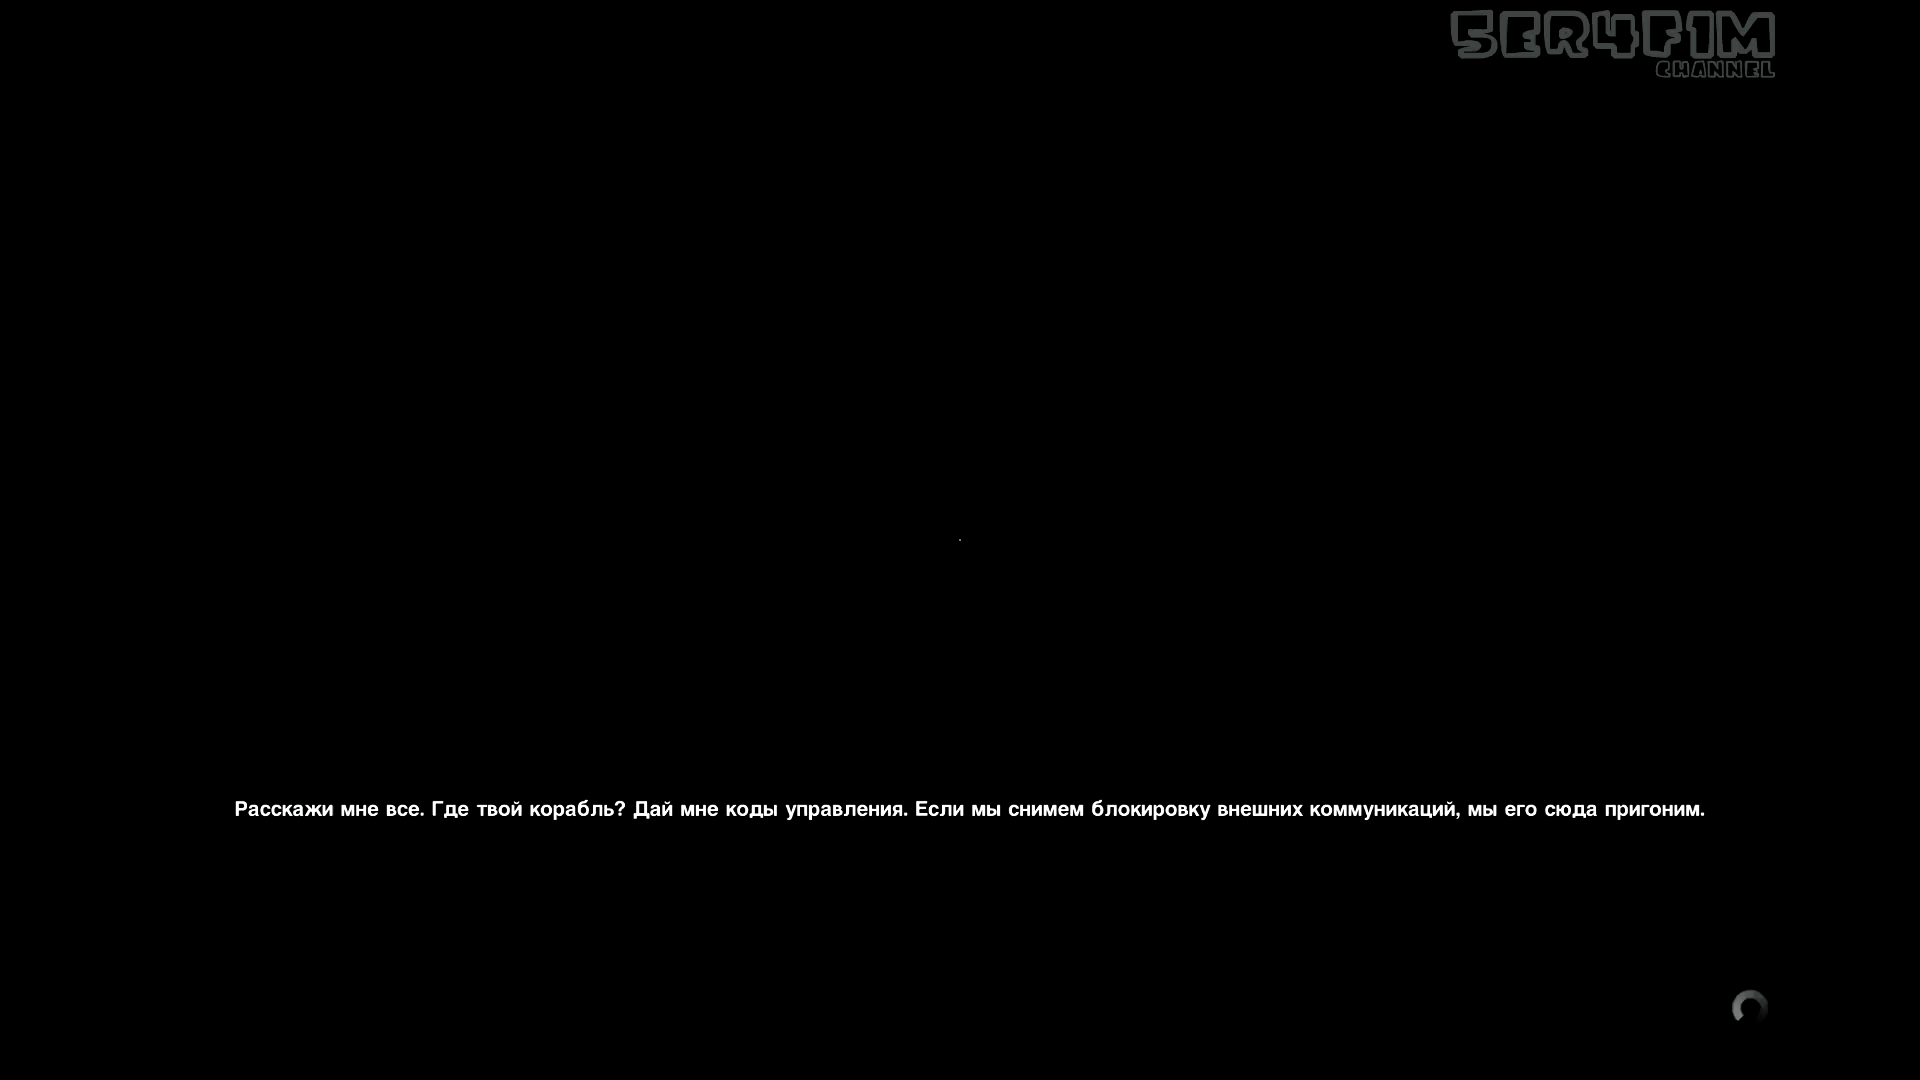 5ER4F1M
CHANNEL
Расскажи мне все. Где твой корабль? Дай мне коды управления. Если мы снимем блокировку внешних коммуникаций, мы его сюда пригоним.